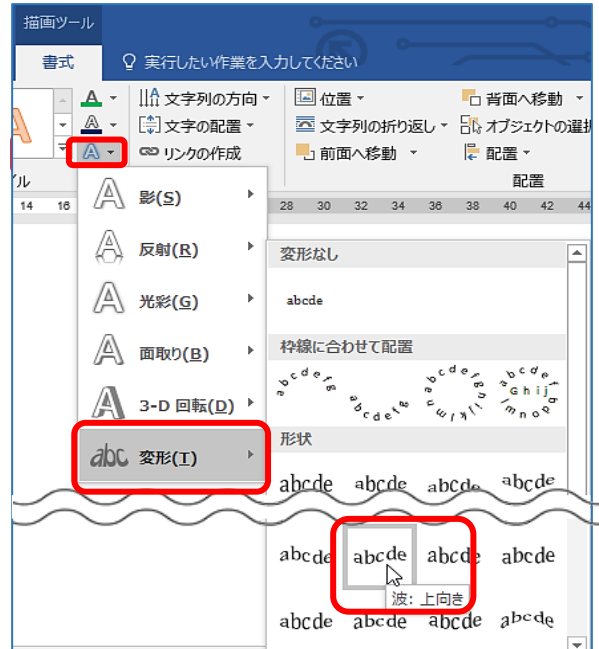 描画ツール
書式 実行したい作業を入力してください
A 文字列の方向 位置 背面へ移動
A 文字の配置 文字列の折り返し オブジェクトの選択
A リンクの作成 前面へ移動 配置
ル 配置
14 16 28 30 32 34 36 38 40 42 44
影(S)
反射(R)
光彩(G)
面取り(B)
3-D 回転(D)
abc 変形(T)
変形なし
abcde
枠線に合わせて配置
形状
abcde abcde abcde abcde
abcde abcde abcde abcde
波: 上向き
abcde abcde abcde abcde